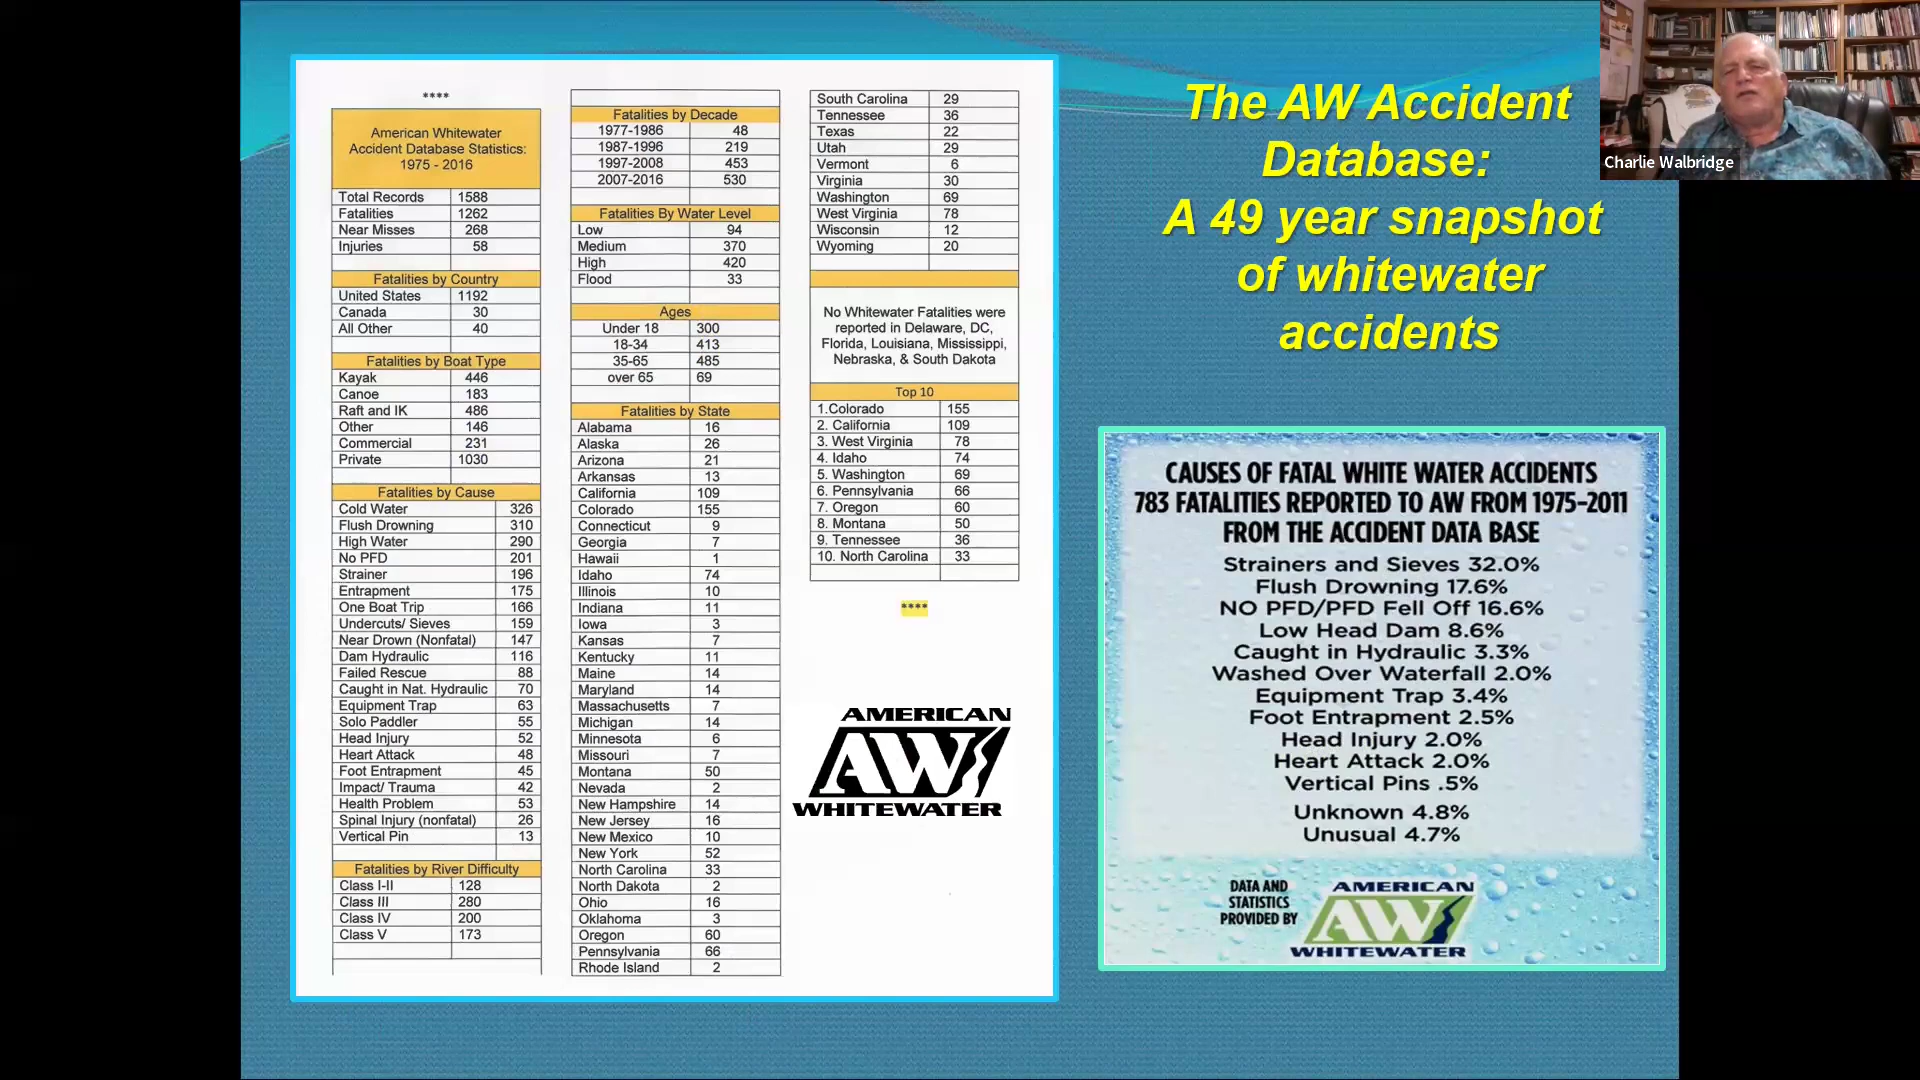 ****
American Whitewater
Accident Database Statistics:
1975 - 2016
Total Records 1588
Fatalities 1262
Near Misses 268
Injuries 58
Fatalities by Country
United States 1192
Canada 30
All Other 40
Fatalities by Boat Type
Kayak 446
Canoe 183
Raft and IK 486
Other 146
Commercial 231
Private 1030
Fatalities by Cause
Cold Water 326
Flush Drowning 310
High Water 290
No PFD 201
Strainer 196
Entrapment 175
One Boat Trip 166
Undercuts/ Sieves 159
Near Drown (Nonfatal) 147
Dam Hydraulic 116
Failed Rescue 88
Caught in Nat. Hydraulic 70
Equipment Trap 63
Solo Paddler 55
Head Injury 52
Heart Attack 48
Foot Entrapment 45
Impact/ Trauma 42
Health Problem 53
Spinal Injury (nonfatal) 26
Vertical Pin 13
Fatalities by River Difficulty
Class I-II 128
Class III 280
Class IV 200
Class V 173
Fatalities by Decade
1977-1986 48
1987-1996 219
1997-2008 453
2007-2016 530
Fatalities By Water Level
Low 94
Medium 370
High 420
Flood 33
Ages
Under 18 300
18-34 413
35-65 485
over 65 69
Fatalities by State
Alabama 16
Alaska 26
Arizona 21
Arkansas 13
California 109
Colorado 155
Connecticut 9
Georgia 7
Hawaii 1
Idaho 74
Illinois 10
Indiana 11
Iowa 3
Kansas 7
Kentucky 11
Maine 14
Maryland 14
Massachusetts 7
Michigan 14
Minnesota 6
Missouri 7
Montana 50
Nevada 2
New Hampshire 14
New Jersey 16
New Mexico 10
New York 52
North Carolina 33
North Dakota 2
Ohio 16
Oklahoma 3
Oregon 60
Pennsylvania 66
Rhode Island 2
South Carolina 29
Tennessee 36
Texas 22
Utah 29
Vermont 6
Virginia 30
Washington 69
West Virginia 78
Wisconsin 12
Wyoming 20
No Whitewater Fatalities were
reported in Delaware, DC,
Florida, Louisiana, Mississippi,
Nebraska, & South Dakota
Top 10
1.Colorado 155
2. California 109
3. West Virginia 78
4. Idaho 74
5. Washington 69
6. Pennsylvania 66
7. Oregon 60
8. Montana 50
9. Tennessee 36
10. North Carolina 33
****
AMERICAN
AW
WHITEWATER
The AW Accident
Database:
A 49 year snapshot
of whitewater
accidents
Charlie Walbridge
CAUSES OF FATAL WHITE WATER ACCIDENTS
783 FATALITIES REPORTED TO AW FROM 1975-2011
FROM THE ACCIDENT DATA BASE
Strainers and Sieves 32.0%
Flush Drowning 17.6%
NO PFD/PFD Fell Off 16.6%
Low Head Dam 8.6%
Caught in Hydraulic 3.3%
Washed Over Waterfall 2.0%
Equipment Trap 3.4%
Foot Entrapment 2.5%
Head Injury 2.0%
Heart Attack 2.0%
Vertical Pins .5%
Unknown 4.8%
Unusual 4.7%
DATA AND
STATISTICS
PROVIDED BY
AMERICAN
AW
WHITEWATER